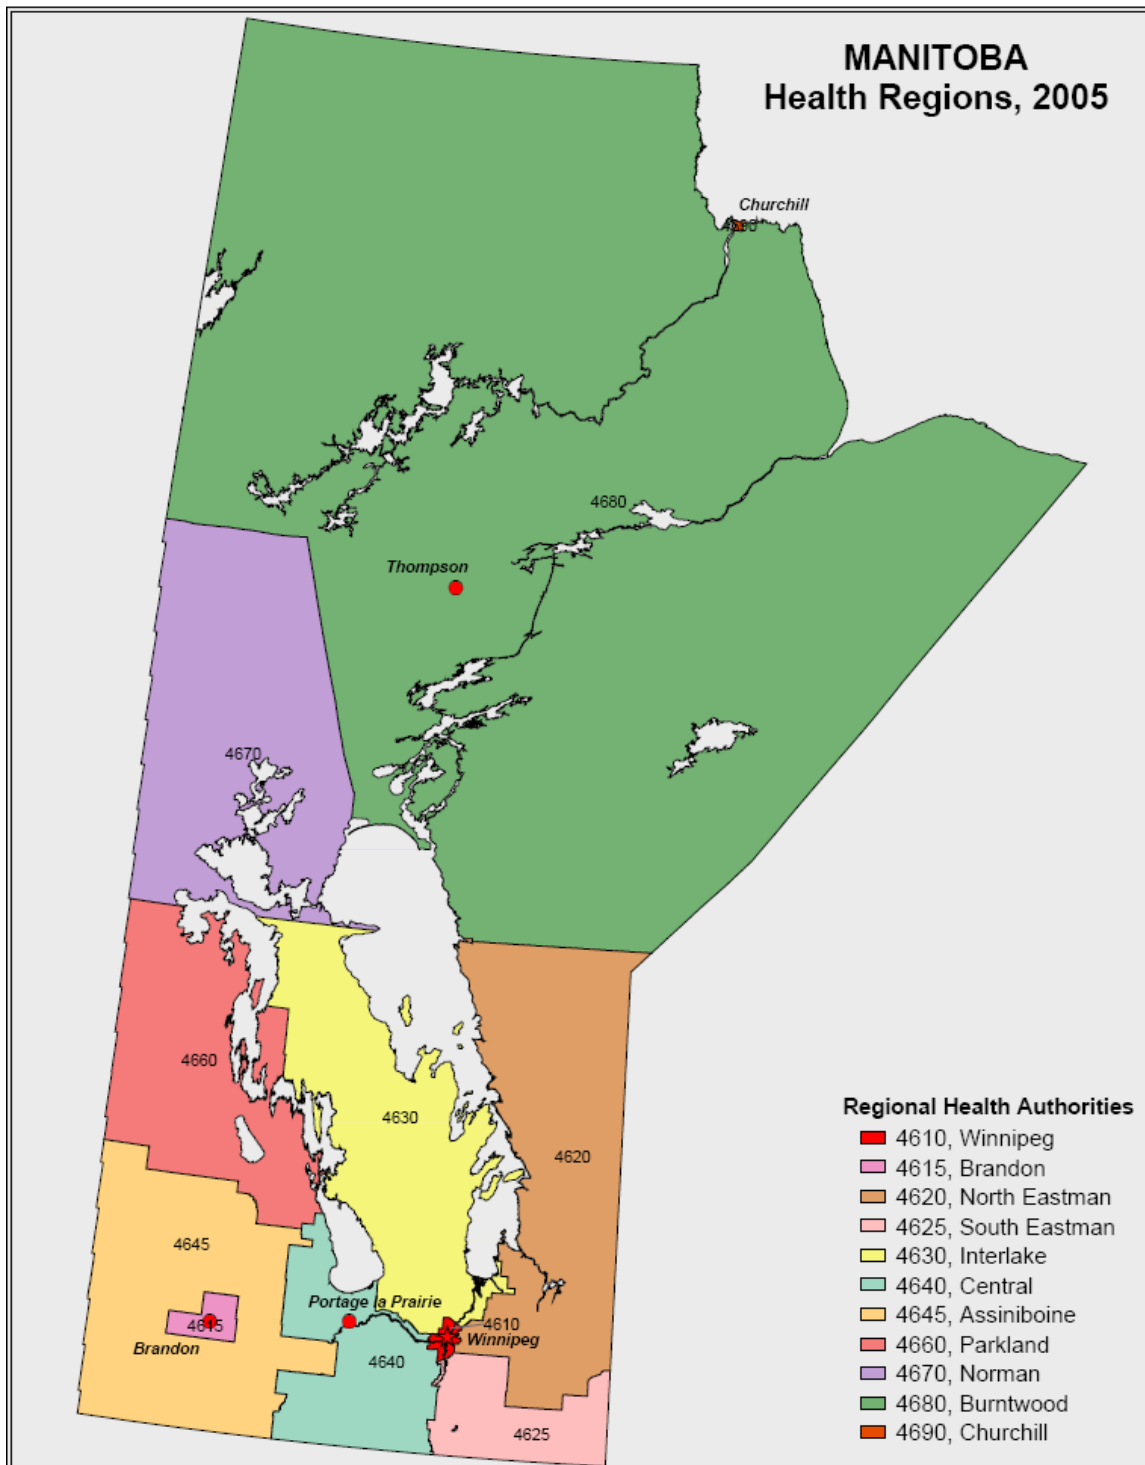 MANITOBA
Health Regions, 2005
Churchill
4690
4680
Thompson
4670
4660
4630
4620
4645
Portage la Prairie
4615
4610
Winnipeg
Brandon
4640
4625
Regional Health Authorities
4610, Winnipeg
4615, Brandon
4620, North Eastman
4625, South Eastman
4630, Interlake
4640, Central
4645, Assiniboine
4660, Parkland
4670, Norman
4680, Burntwood
4690, Churchill